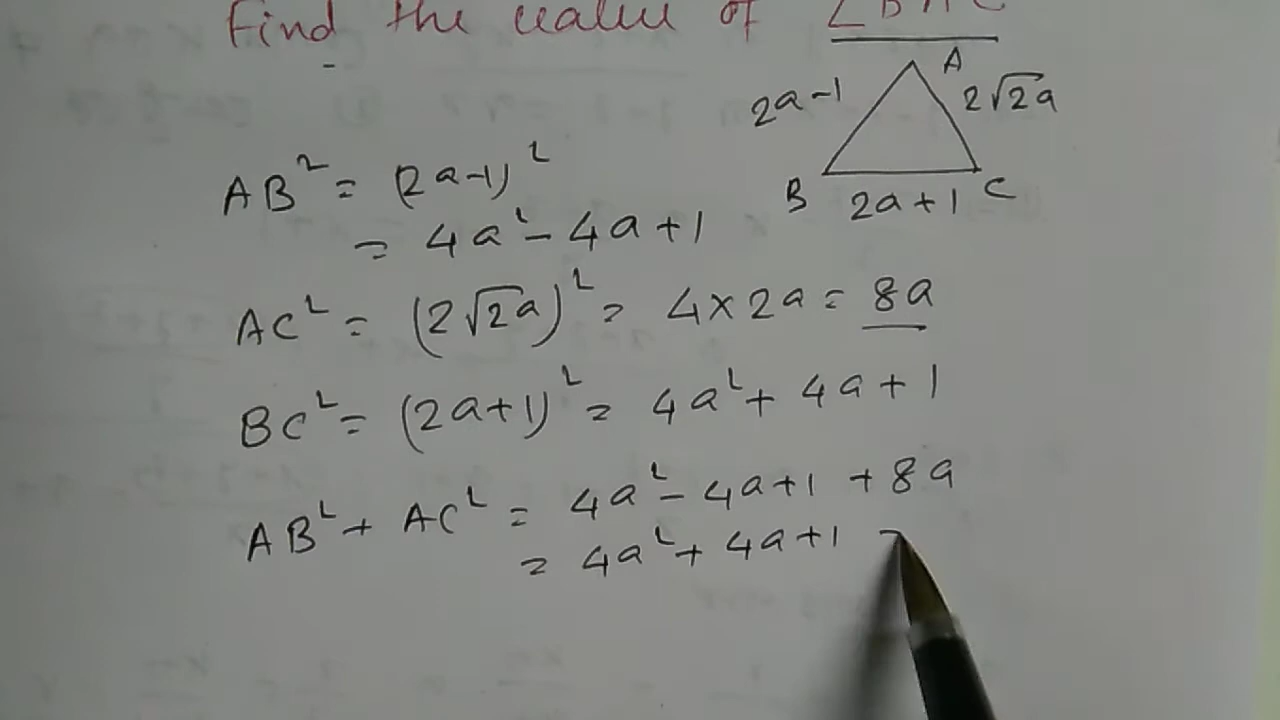 Find the value of ∠BAC
A
2a-1
2√2a
B
2a+1
C
AB² = (2a-1)²
= 4a² - 4a + 1
AC² = (2√2a)² = 4×2a = 8a
BC² = (2a+1)² = 4a² + 4a + 1
AB² + AC² = 4a² - 4a + 1 + 8a
= 4a² + 4a + 1 =